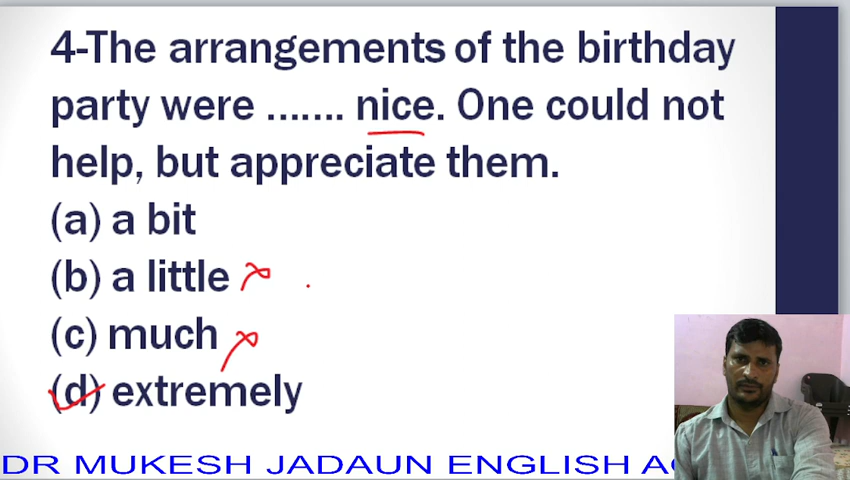 4-The arrangements of the birthday
party were ....... nice. One could not
help, but appreciate them.
(a) a bit
(b) a little
(c) much
(d) extremely
DR MUKESH JADAUN ENGLISH